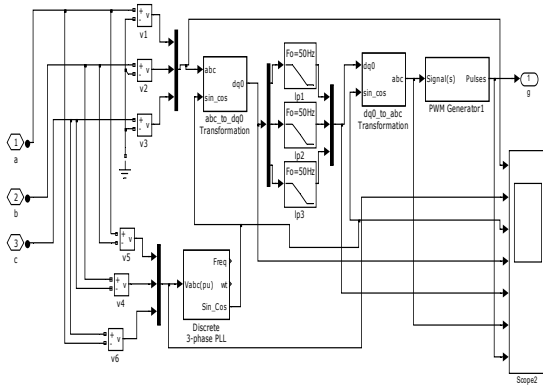 +
-
v
v1
+
-
v
v2
+
-
v
v3
1
a
2
b
3
c
abc
sin_cos
dq0
abc_to_dq0
Transformation
Fo=50Hz
lp1
Fo=50Hz
lp2
Fo=50Hz
lp3
dq0
sin_cos
abc
dq0_to_abc
Transformation
Signal(s)
Pulses
PWM Generator1
1
g
+
-
v
v5
+
-
v
v4
+
-
v
v6
Vabc(pu)
Freq
wt
Sin_Cos
Discrete
3-phase PLL
Scope2